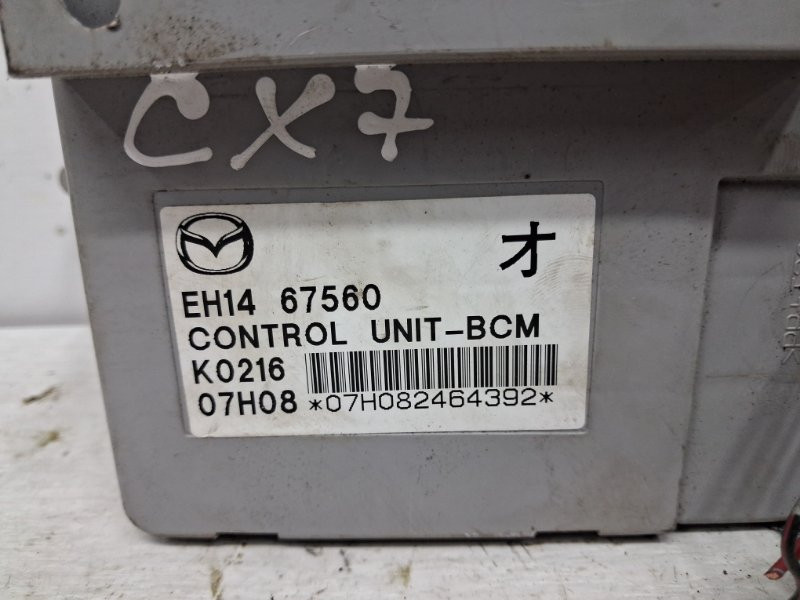 CX7
オ
EH14 67560
CONTROL UNIT-BCM
K0216
07H08 *07H082464392*